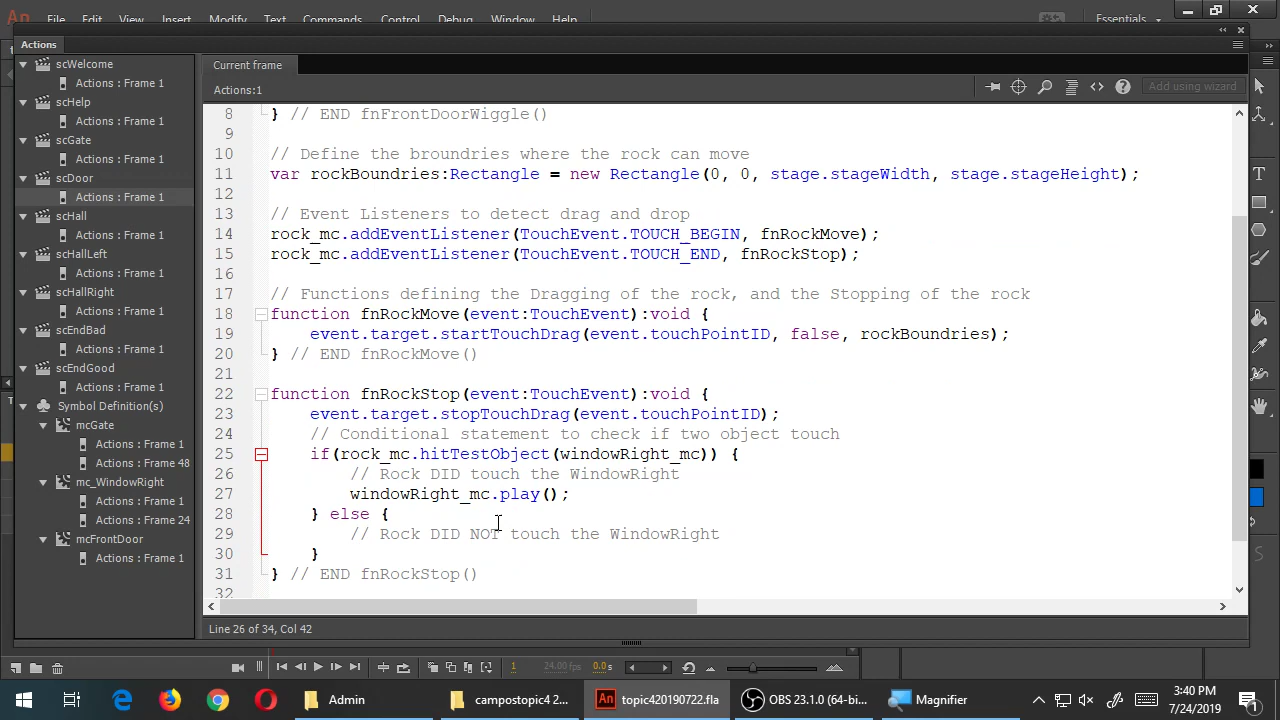 An File Edit View Insert Modify Text Commands Control Debug Window Help Essentials
Actions
scWelcome
Actions : Frame 1
scHelp
Actions : Frame 1
scGate
Actions : Frame 1
scDoor
Actions : Frame 1
scHall
Actions : Frame 1
scHallLeft
Actions : Frame 1
scHallRight
Actions : Frame 1
scEndBad
Actions : Frame 1
scEndGood
Actions : Frame 1
Symbol Definition(s)
mcGate
Actions : Frame 1
Actions : Frame 48
mc_WindowRight
Actions : Frame 1
Actions : Frame 24
mcFrontDoor
Actions : Frame 1
Current frame
Actions:1 Add using wizard
8 } // END fnFrontDoorWiggle()
9
10 // Define the broundries where the rock can move
11 var rockBoundries:Rectangle = new Rectangle(0, 0, stage.stageWidth, stage.stageHeight);
12
13 // Event Listeners to detect drag and drop
14 rock_mc.addEventListener(TouchEvent.TOUCH_BEGIN, fnRockMove);
15 rock_mc.addEventListener(TouchEvent.TOUCH_END, fnRockStop);
16
17 // Functions defining the Dragging of the rock, and the Stopping of the rock
18 function fnRockMove(event:TouchEvent):void {
19 event.target.startTouchDrag(event.touchPointID, false, rockBoundries);
20 } // END fnRockMove()
21
22 function fnRockStop(event:TouchEvent):void {
23 event.target.stopTouchDrag(event.touchPointID);
24 // Conditional statement to check if two object touch
25 if(rock_mc.hitTestObject(windowRight_mc)) {
26 // Rock DID touch the WindowRight
27 windowRight_mc.play();
28 } else {
29 // Rock DID NOT touch the WindowRight
30 }
31 } // END fnRockStop()
32
Line 26 of 34, Col 42
1 24.00 fps 0.0 s
Admin campostopic4 2... An topic420190722.fla OBS 23.1.0 (64-bi... Magnifier
3:40 PM
7/24/2019
1